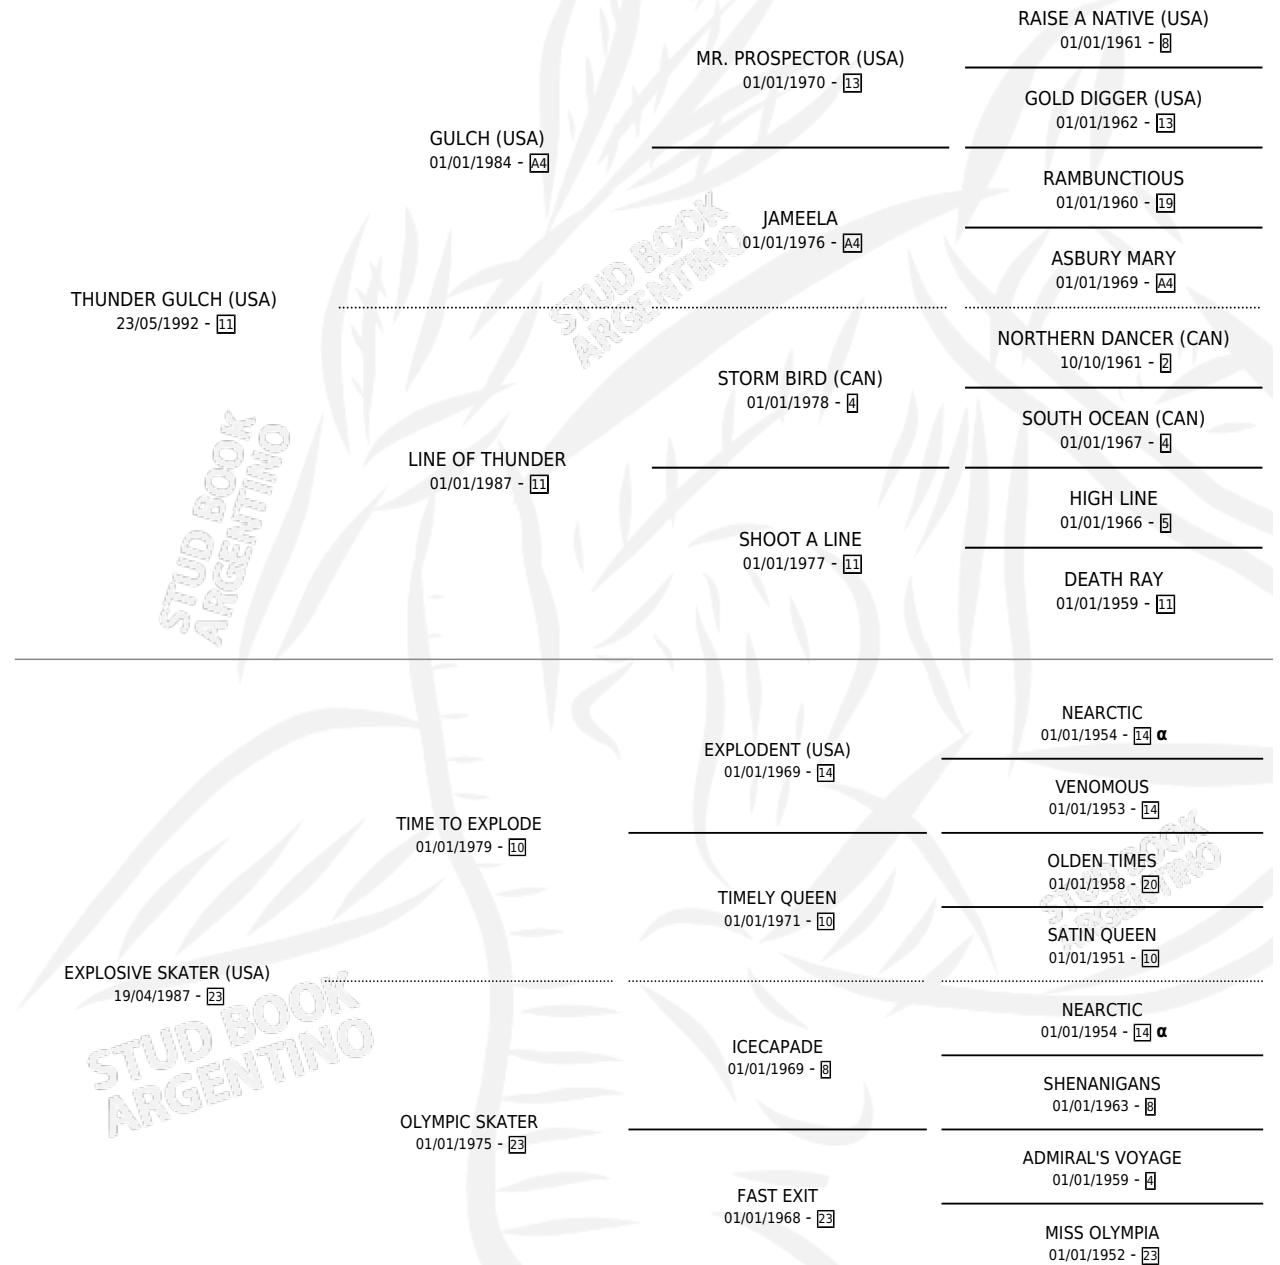 RAISE A NATIVE (USA)
01/01/1961 - 8
MR. PROSPECTOR (USA)
01/01/1970 - 13
GOLD DIGGER (USA)
01/01/1962 - 13
GULCH (USA)
01/01/1984 - A4
RAMBUNCTIOUS
01/01/1960 - 19
JAMEELA
01/01/1976 - A4
ASBURY MARY
01/01/1969 - A4
THUNDER GULCH (USA)
23/05/1992 - 11
NORTHERN DANCER (CAN)
10/10/1961 - 2
STORM BIRD (CAN)
01/01/1978 - 4
SOUTH OCEAN (CAN)
01/01/1967 - 4
LINE OF THUNDER
01/01/1987 - 11
HIGH LINE
01/01/1966 - 5
SHOOT A LINE
01/01/1977 - 11
DEATH RAY
01/01/1959 - 11
NEARCTIC
01/01/1954 - 14 α
EXPLODENT (USA)
01/01/1969 - 14
VENOMOUS
01/01/1953 - 14
TIME TO EXPLODE
01/01/1979 - 10
OLDEN TIMES
01/01/1958 - 20
TIMELY QUEEN
01/01/1971 - 10
SATIN QUEEN
01/01/1951 - 10
EXPLOSIVE SKATER (USA)
19/04/1987 - 23
NEARCTIC
01/01/1954 - 14 α
ICECAPADE
01/01/1969 - 8
SHENANIGANS
01/01/1963 - 8
OLYMPIC SKATER
01/01/1975 - 23
ADMIRAL'S VOYAGE
01/01/1959 - 4
FAST EXIT
01/01/1968 - 23
MISS OLYMPIA
01/01/1952 - 23
STUD BOOK
ARGENTINO
STUD BOOK
ARGENTINO
STUD BOOK
ARGENTINO
STUD BOOK
ARGENTINO